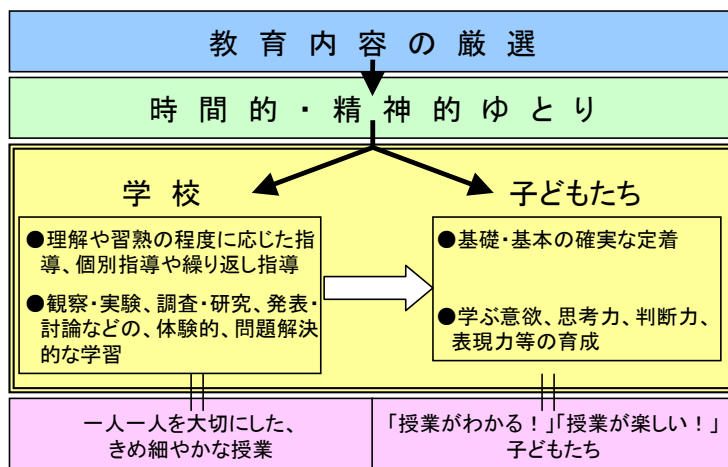 教育内容の厳選
時間的・精神的ゆとり
学校
●理解や習熟の程度に応じた指
導、個別指導や繰り返し指導
●観察・実験、調査・研究、発表・
討論などの、体験的、問題解決
的な学習
子どもたち
●基礎・基本の確実な定着
●学ぶ意欲、思考力、判断力、
表現力等の育成
一人一人を大切にした、
きめ細やかな授業
「授業がわかる！」「授業が楽しい！」
子どもたち